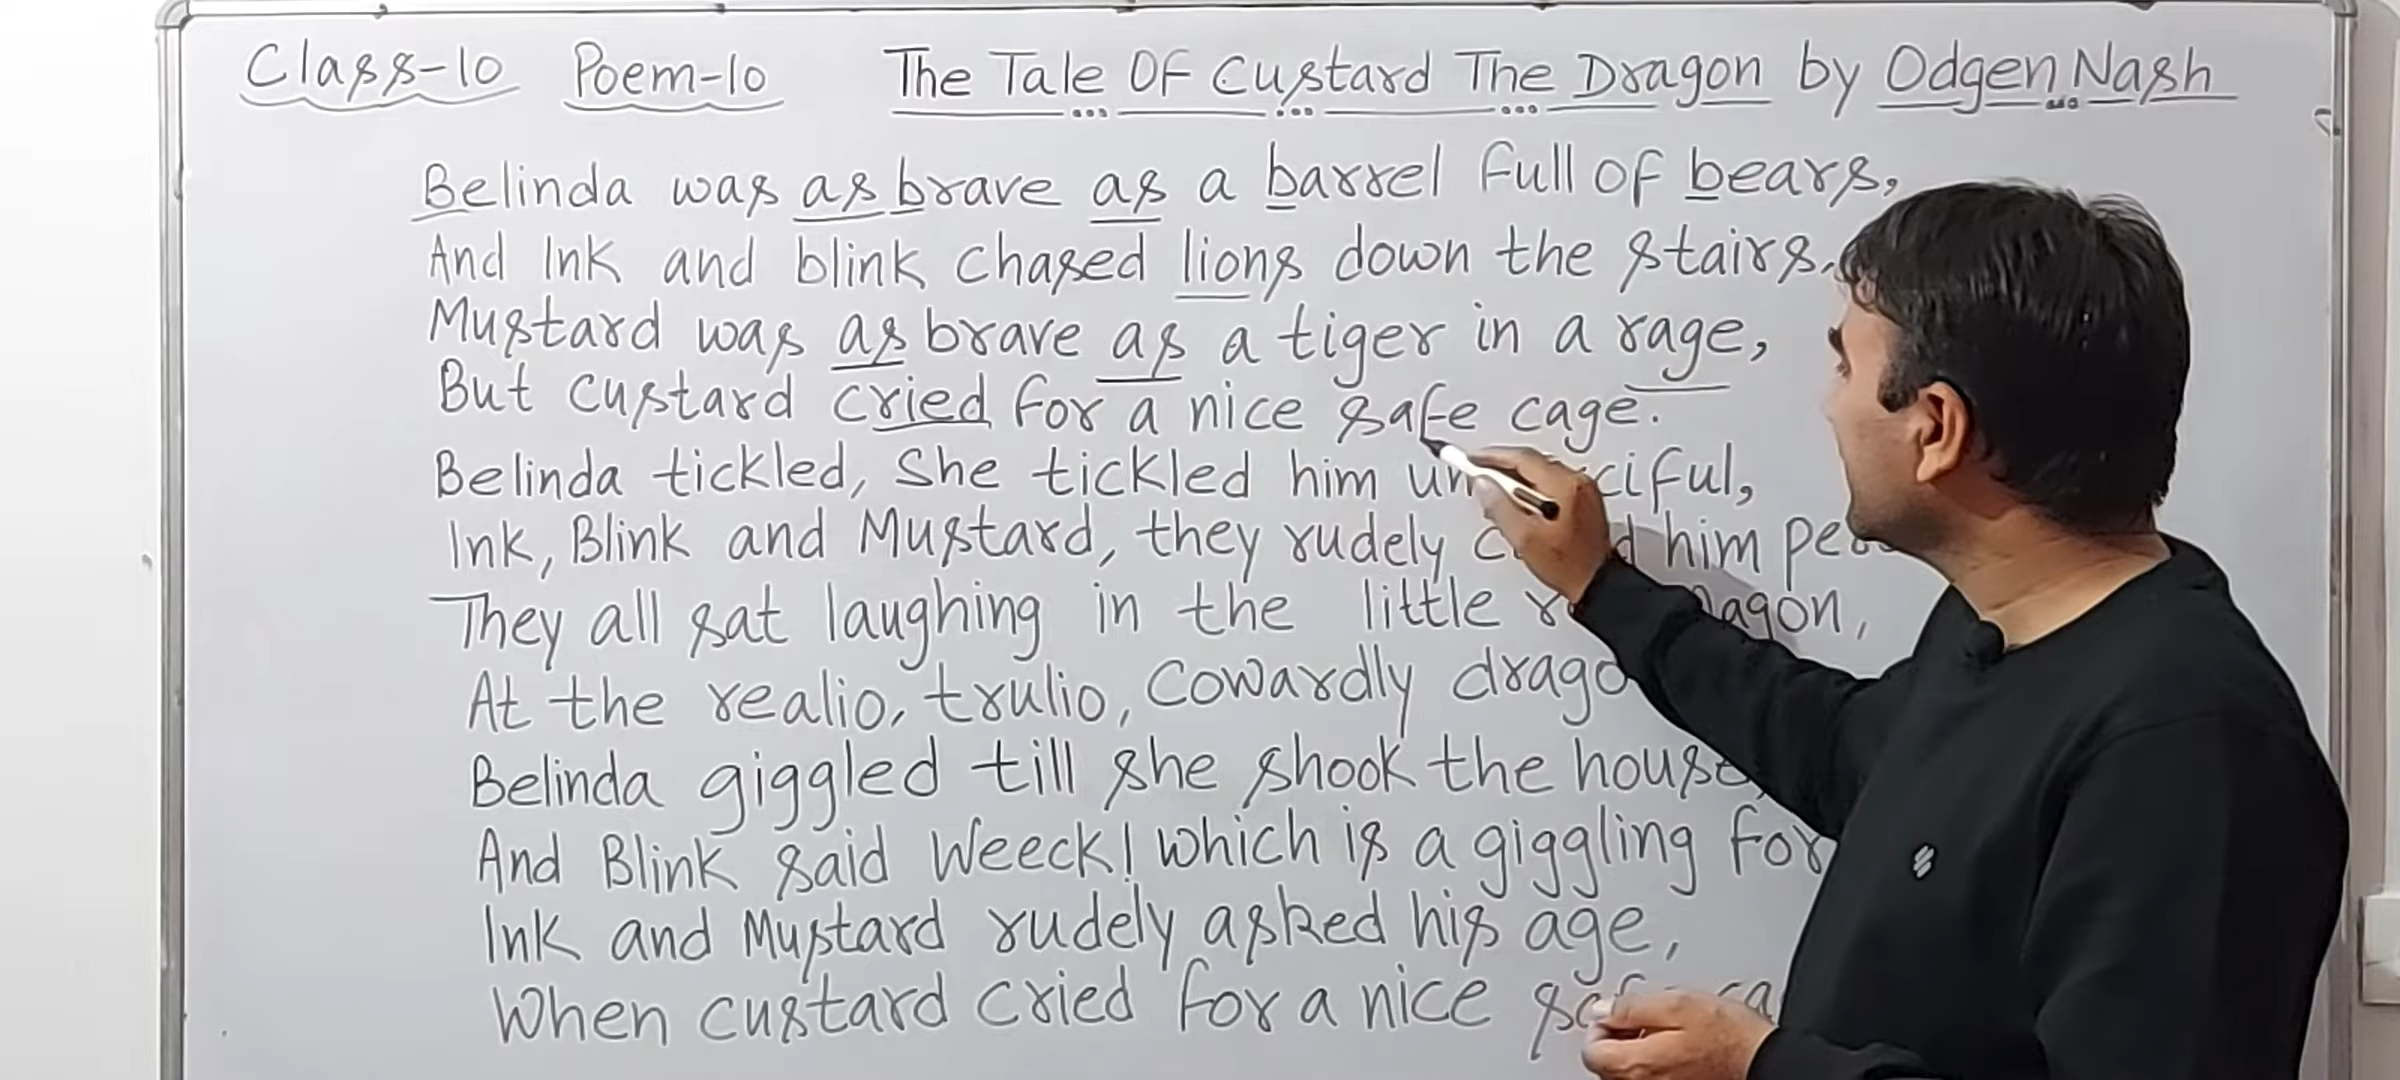 Class-10 Poem-10 The Tale Of Custard The Dragon by Odgen Nash
Belinda was as brave as a barrel full of bears,
And Ink and blink chased lions down the stairs,
Mustard was as brave as a tiger in a rage,
But custard cried for a nice safe cage.
Belinda tickled, She tickled him
Ink, Blink and Mustard, they rudely him
They all sat laughing in the little
At the realio, trulio, cowardly
Belinda giggled till she shook the house,
And Blink said Weeck! which is a giggling for
Ink and Mustard rudely asked his age,
When custard cried for a nice